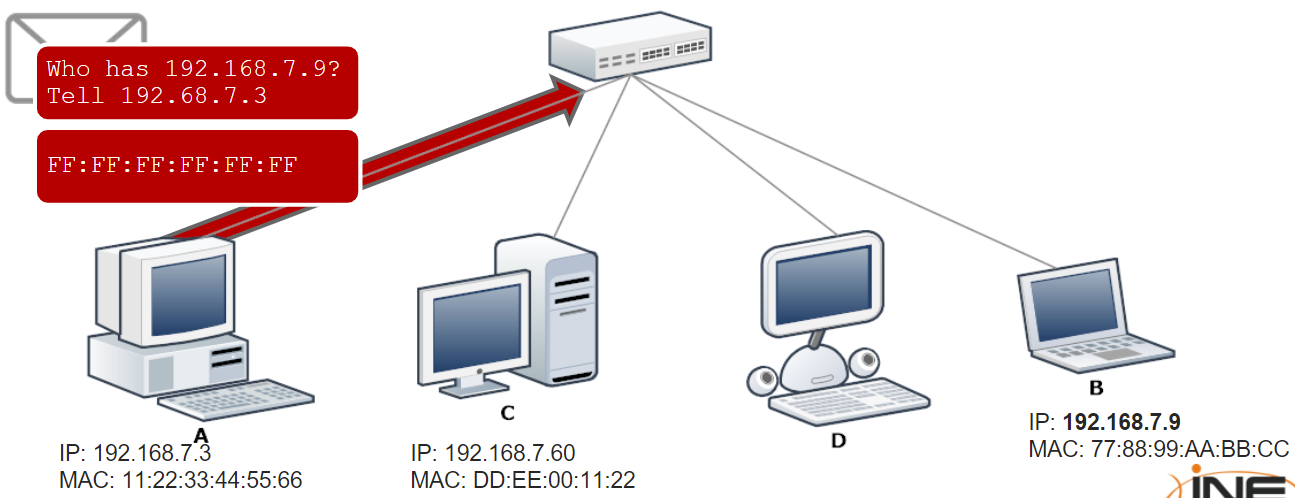 Who has 192.168.7.9?
Tell 192.68.7.3
FF:FF:FF:FF:FF:FF
A
IP: 192.168.7.3
MAC: 11:22:33:44:55:66
C
IP: 192.168.7.60
MAC: DD:EE:00:11:22
D
B
IP: 192.168.7.9
MAC: 77:88:99:AA:BB:CC
INE